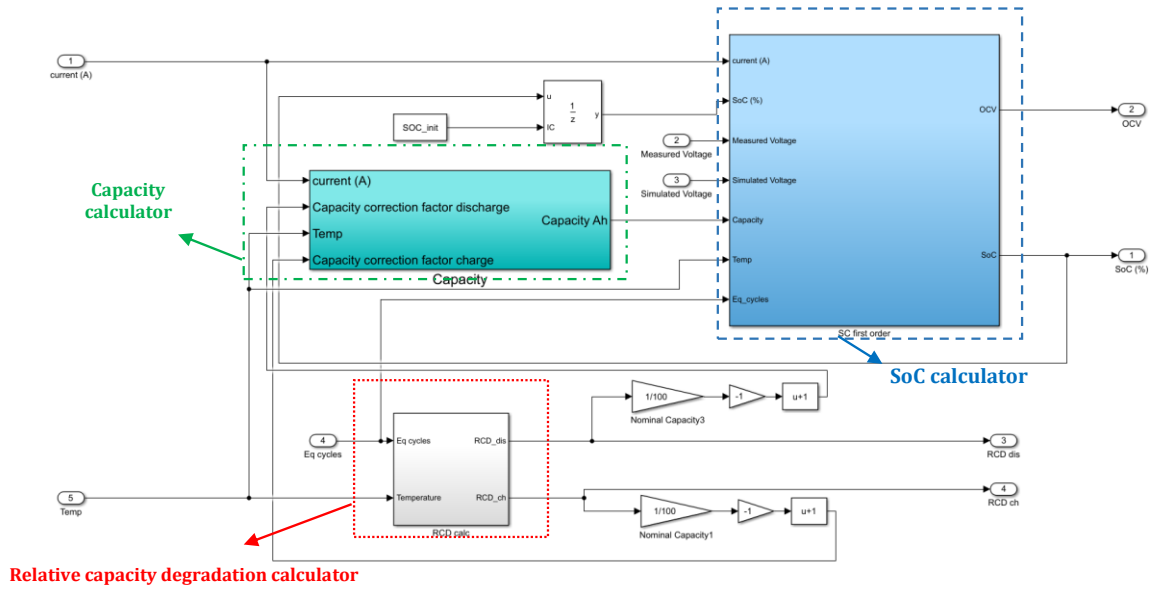 1
current (A)
SOC_init
u
IC
1
z
y
current (A)
SoC (%)
Measured Voltage
Simulated Voltage
Capacity
Temp
Eq_cycles
OCV
SoC
SC first order
2
OCV
1
SoC (%)
2
Measured Voltage
3
Simulated Voltage
Capacity
calculator
current (A)
Capacity correction factor discharge
Temp
Capacity correction factor charge
Capacity Ah
Capacity
SoC calculator
1/100
Nominal Capacity3
-1
u+1
4
Eq cycles
Eq cycles
Temperature
RCD_dis
RCD_ch
RCD calc
3
RCD dis
4
RCD ch
5
Temp
1/100
Nominal Capacity1
-1
u+1
Relative capacity degradation calculator